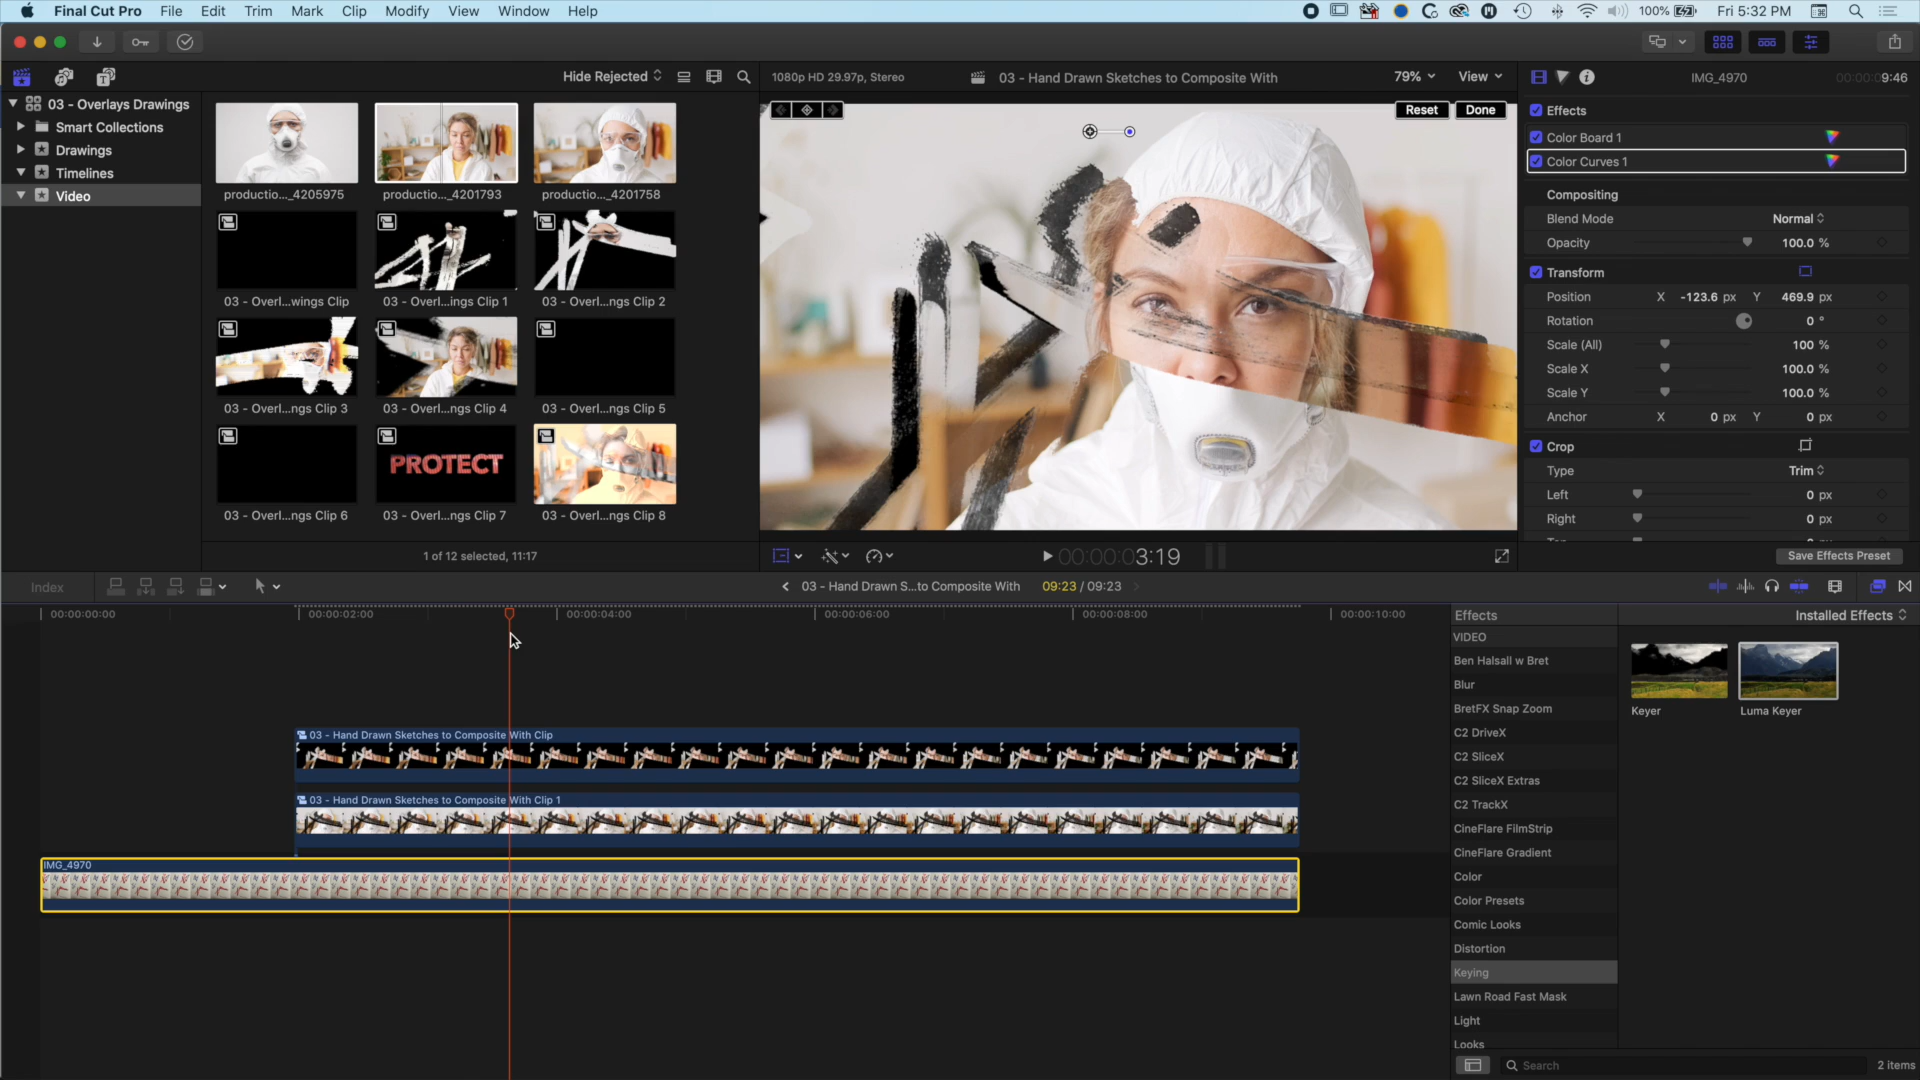 Final Cut Pro File Edit Trim Mark Clip Modify View Window Help 100% Fri 5:32 PM
Hide Rejected
1080p HD 29.97p, Stereo 03 - Hand Drawn Sketches to Composite With 79% View
IMG_4970 00:00:09:46
03 - Overlays Drawings
Smart Collections
Drawings
Timelines
Video
productio..._4205975 productio..._4201793 productio..._4201758
03 - Overl...wings Clip 03 - Overl...ings Clip 1 03 - Overl...ngs Clip 2
03 - Overl...ngs Clip 3 03 - Overl...ngs Clip 4 03 - Overl...ngs Clip 5
PROTECT
03 - Overl...ngs Clip 6 03 - Overl...ngs Clip 7 03 - Overl...ngs Clip 8
1 of 12 selected, 11:17
Reset Done
00:00:03:19
Effects
Color Board 1
Color Curves 1
Compositing
Blend Mode Normal
Opacity 100.0 %
Transform
Position X -123.6 px Y 469.9 px
Rotation 0 °
Scale (All) 100 %
Scale X 100.0 %
Scale Y 100.0 %
Anchor X 0 px Y 0 px
Crop
Type Trim
Left 0 px
Right 0 px
Save Effects Preset
Index
03 - Hand Drawn S...to Composite With 09:23 / 09:23
00:00:00:00 00:00:02:00 00:00:04:00 00:00:06:00 00:00:08:00 00:00:10:00
03 - Hand Drawn Sketches to Composite With Clip
03 - Hand Drawn Sketches to Composite With Clip 1
IMG_4970
Effects Installed Effects
VIDEO
Ben Halsall w Bret
Blur
BretFX Snap Zoom
C2 DriveX
C2 SliceX
C2 SliceX Extras
C2 TrackX
CineFlare FilmStrip
CineFlare Gradient
Color
Color Presets
Comic Looks
Distortion
Keying
Lawn Road Fast Mask
Light
Looks
Keyer Luma Keyer
Search 2 items